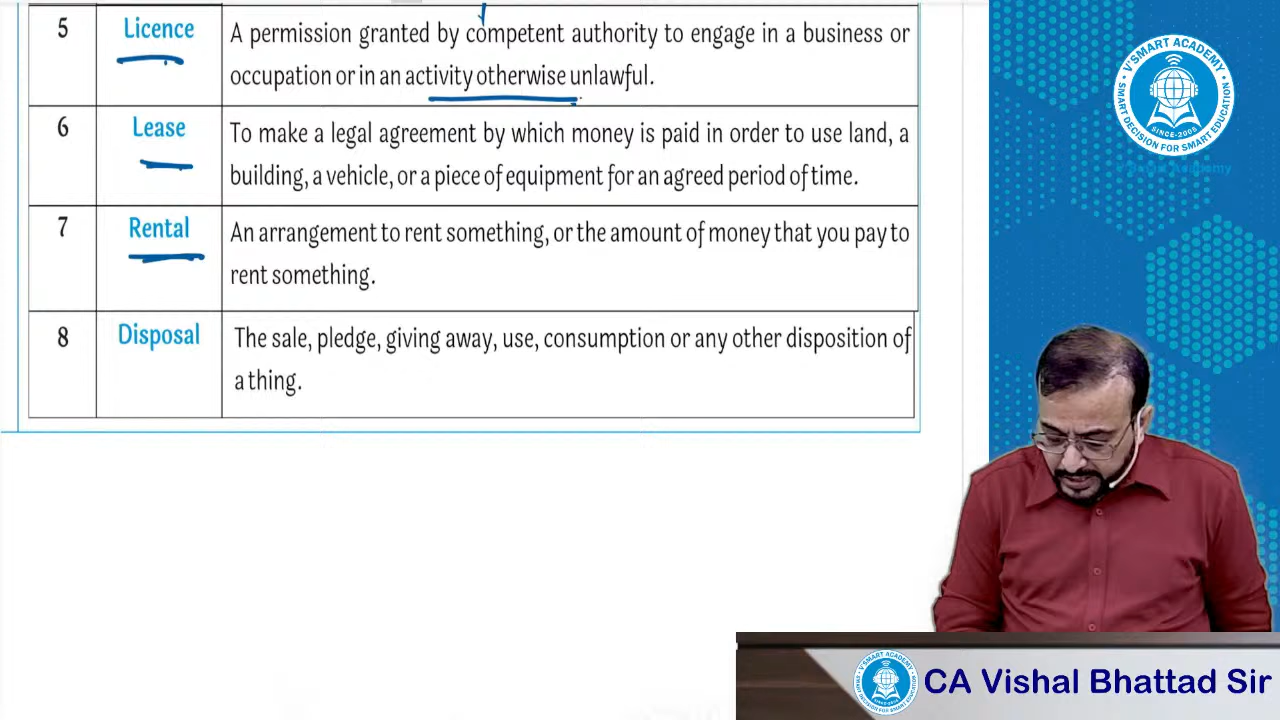 5 Licence A permission granted by competent authority to engage in a business or
occupation or in an activity otherwise unlawful.
6 Lease To make a legal agreement by which money is paid in order to use land, a
building, a vehicle, or a piece of equipment for an agreed period of time.
7 Rental An arrangement to rent something, or the amount of money that you pay to
rent something.
8 Disposal The sale, pledge, giving away, use, consumption or any other disposition of
a thing.
V'SMART ACADEMY
SINCE-2008
SMART DECISION FOR SMART EDUCATION
V'Smart Academy
CA Vishal Bhattad Sir